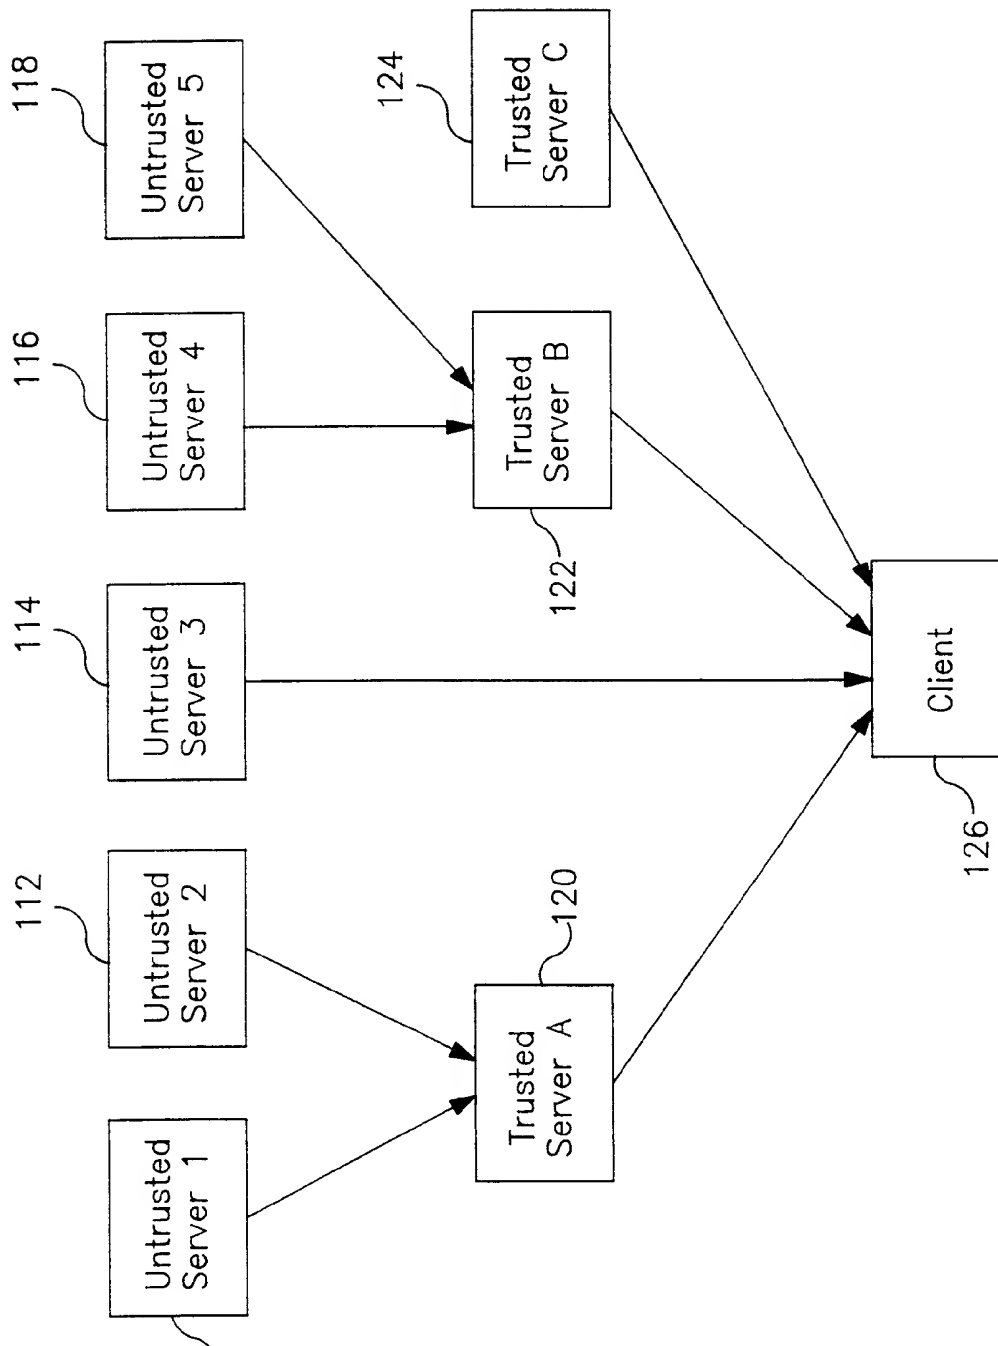 112
114
116
118
Untrusted
Server 1
Untrusted
Server 2
Untrusted
Server 3
Untrusted
Server 4
Untrusted
Server 5
124
Trusted
Server A
120
122
Trusted
Server B
Trusted
Server C
126
Client